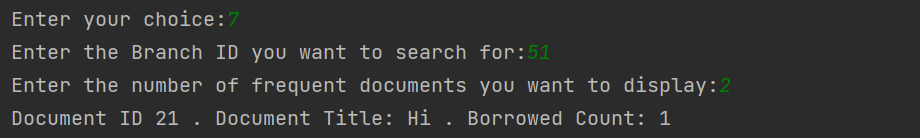 Enter your choice:7
Enter the Branch ID you want to search for:51
Enter the number of frequent documents you want to display:2
Document ID 21 . Document Title: Hi . Borrowed Count: 1